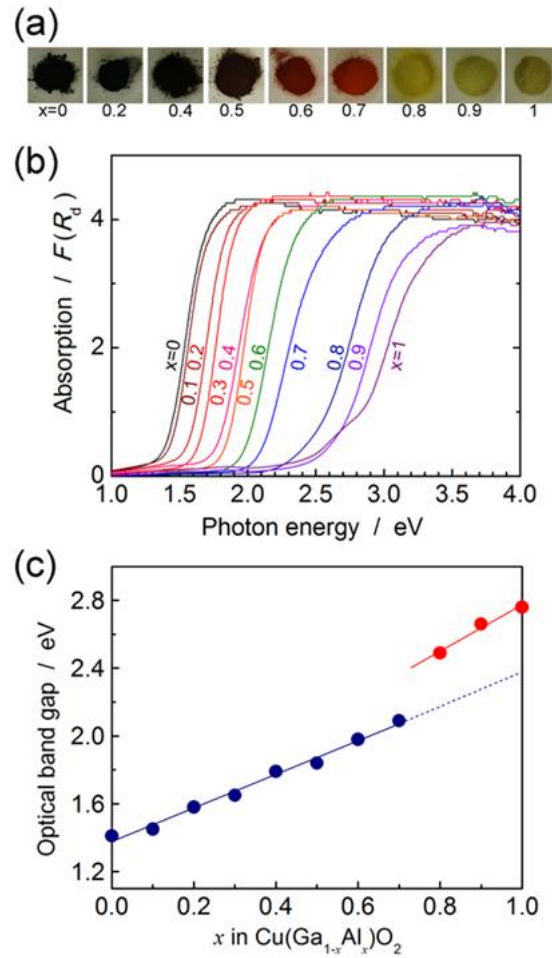 (a)
x=0 0.2 0.4 0.5 0.6 0.7 0.8 0.9 1
(b)
Absorption / F(R_d)
4
2
0
x=0 0.1 0.2 0.3 0.4 0.5 0.6 0.7 0.8 0.9 x=1
1.0 1.5 2.0 2.5 3.0 3.5 4.0
Photon energy / eV
(c)
Optical band gap / eV
2.8
2.4
2.0
1.6
1.2
0.0 0.2 0.4 0.6 0.8 1.0
x in Cu(Ga₁₋ₓAlₓ)O₂